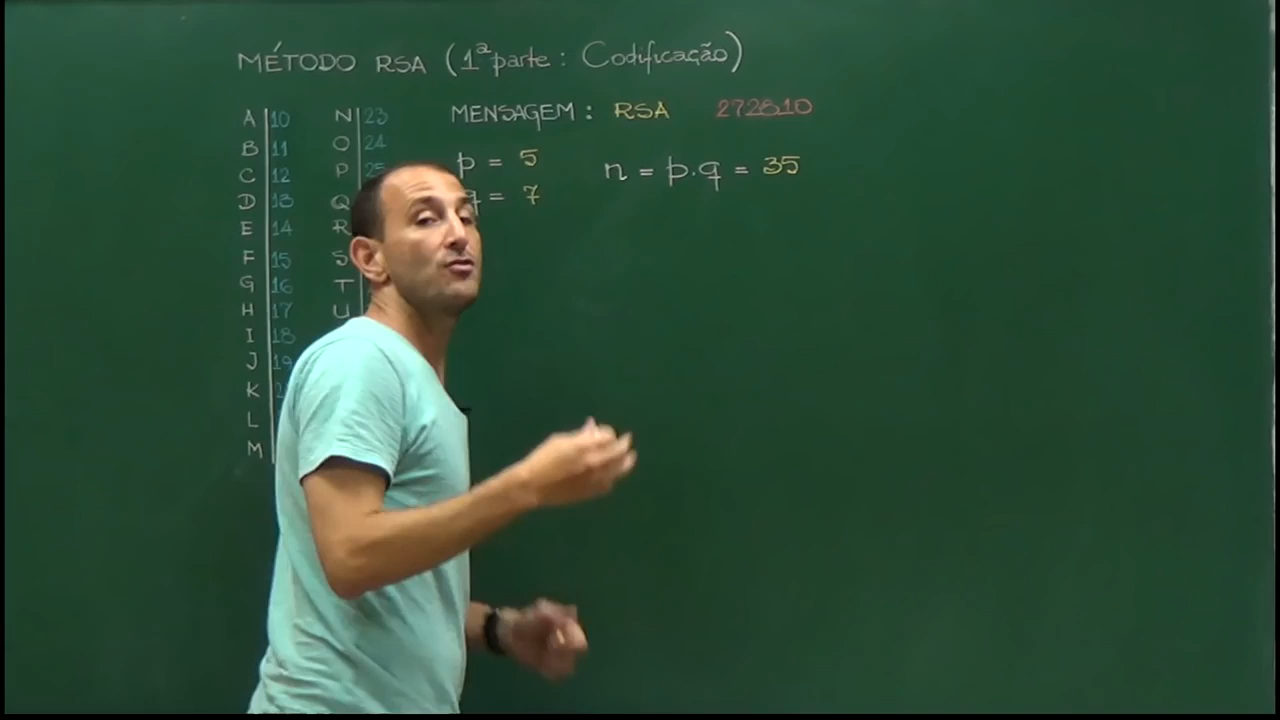 MÉTODO RSA (1ª parte : Codificação)
A 10 N 23 MENSAGEM : RSA 272810
B 11 O 24
C 12 P 25 p = 5 n = p.q = 35
D 13 Q = 7
E 14 R
F 15 S
G 16 T
H 17 U
I 18
J 19
K
L
M